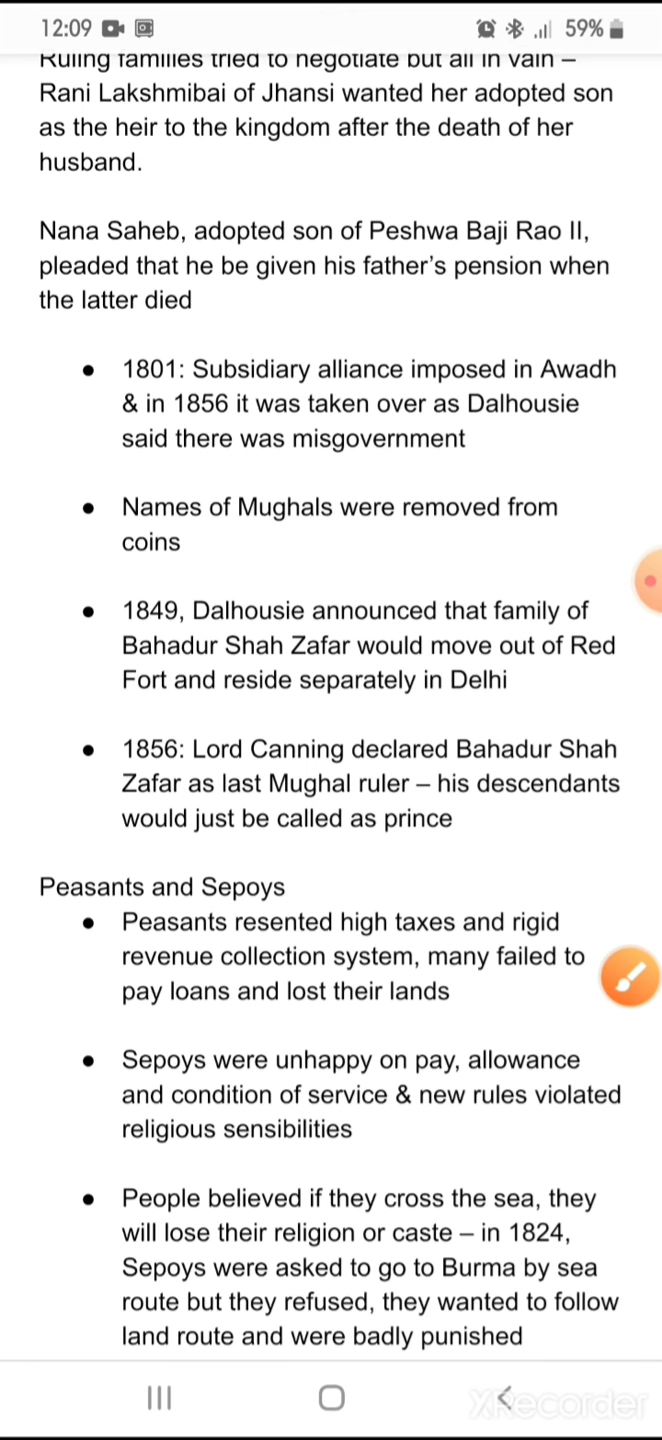 12:09 59%
Ruling families tried to negotiate but all in vain –
Rani Lakshmibai of Jhansi wanted her adopted son
as the heir to the kingdom after the death of her
husband.
Nana Saheb, adopted son of Peshwa Baji Rao II,
pleaded that he be given his father’s pension when
the latter died
● 1801: Subsidiary alliance imposed in Awadh
& in 1856 it was taken over as Dalhousie
said there was misgovernment
● Names of Mughals were removed from
coins
● 1849, Dalhousie announced that family of
Bahadur Shah Zafar would move out of Red
Fort and reside separately in Delhi
● 1856: Lord Canning declared Bahadur Shah
Zafar as last Mughal ruler – his descendants
would just be called as prince
Peasants and Sepoys
● Peasants resented high taxes and rigid
revenue collection system, many failed to
pay loans and lost their lands
● Sepoys were unhappy on pay, allowance
and condition of service & new rules violated
religious sensibilities
● People believed if they cross the sea, they
will lose their religion or caste – in 1824,
Sepoys were asked to go to Burma by sea
route but they refused, they wanted to follow
land route and were badly punished
XRecorder